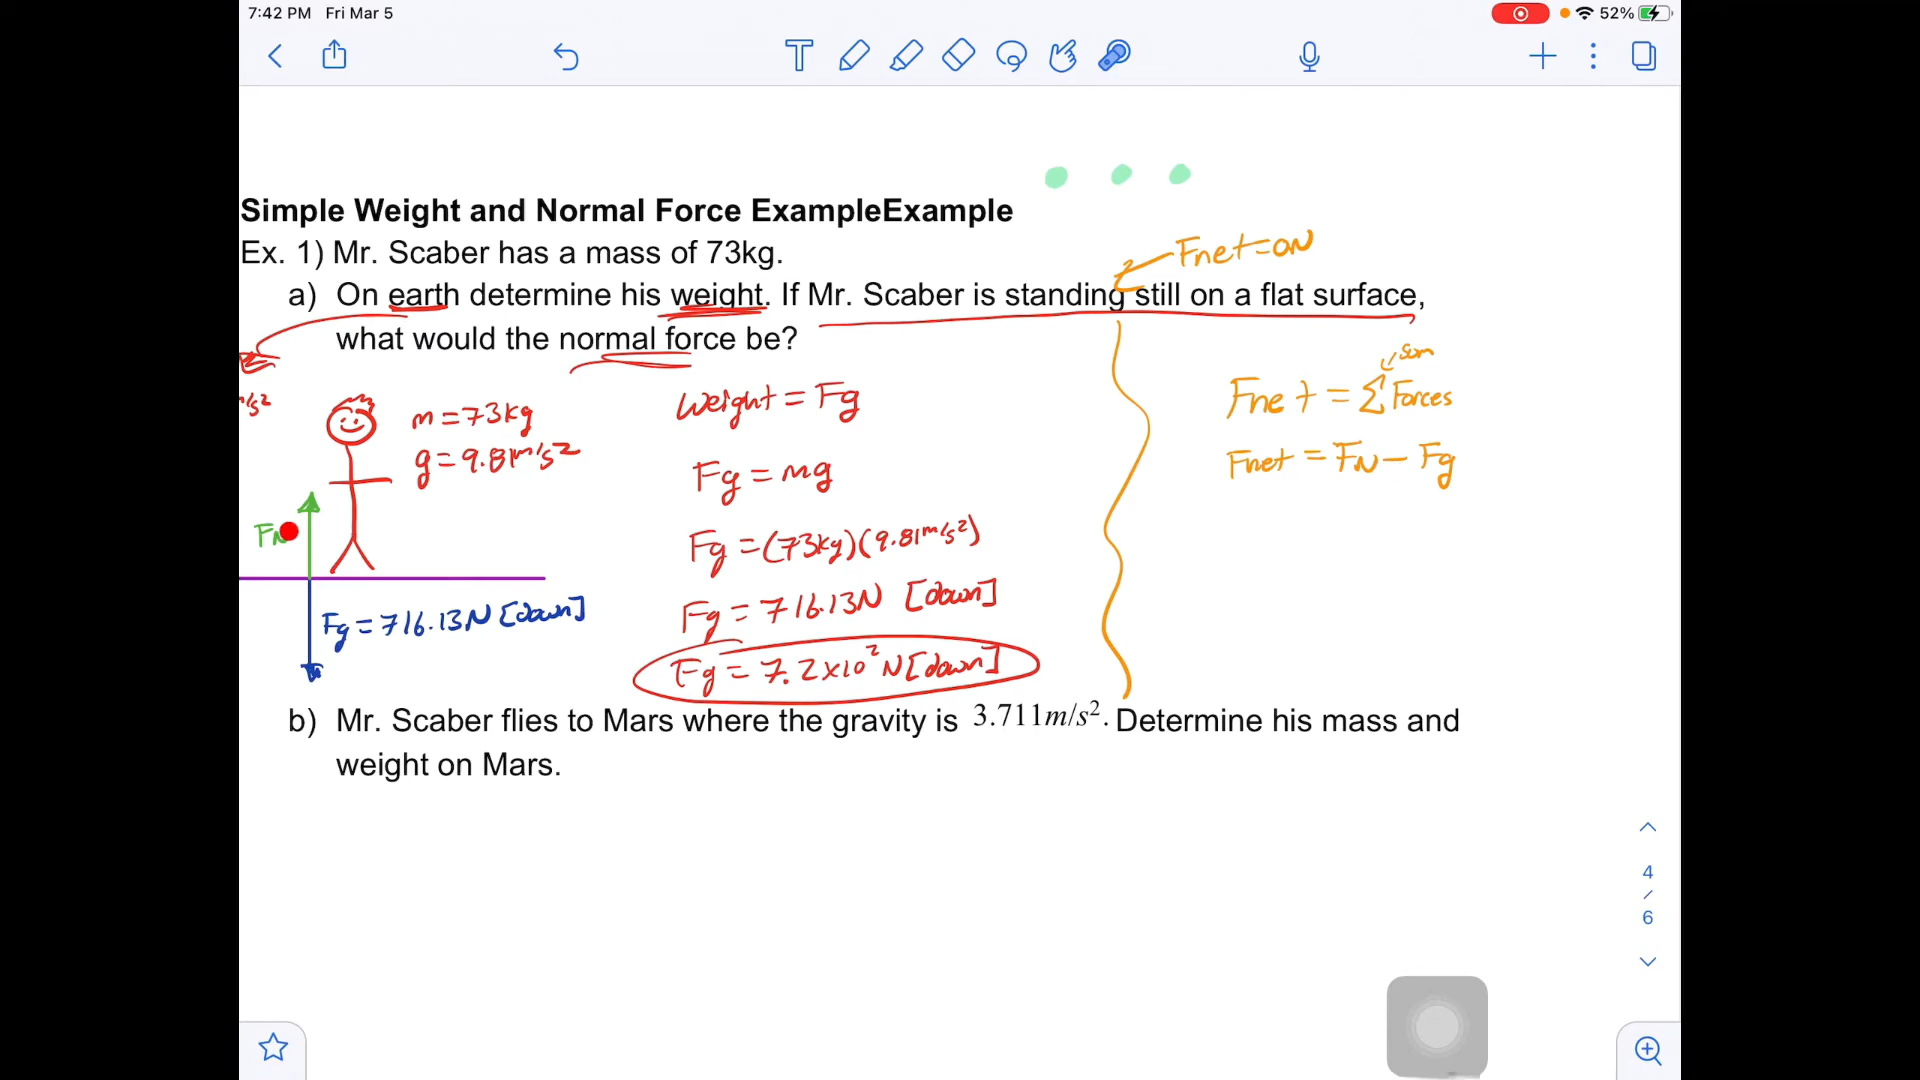 7:42 PM Fri Mar 5
52%
Simple Weight and Normal Force ExampleExample
Fnet=0N
Ex. 1) Mr. Scaber has a mass of 73kg.
a) On earth determine his weight. If Mr. Scaber is standing still on a flat surface,
what would the normal force be?
m/s²
m=73kg
g=9.81m/s²
Weight = Fg
Fg = mg
Fg =(73kg)(9.81m/s²)
Fg = 716.13N [down]
Fg = 7.2x10² N[down]
sum
Fnet = Σ Forces
Fnet = FN - Fg
FN
Fg = 716.13N [down]
b) Mr. Scaber flies to Mars where the gravity is 3.711m/s². Determine his mass and
weight on Mars.
4
/
6